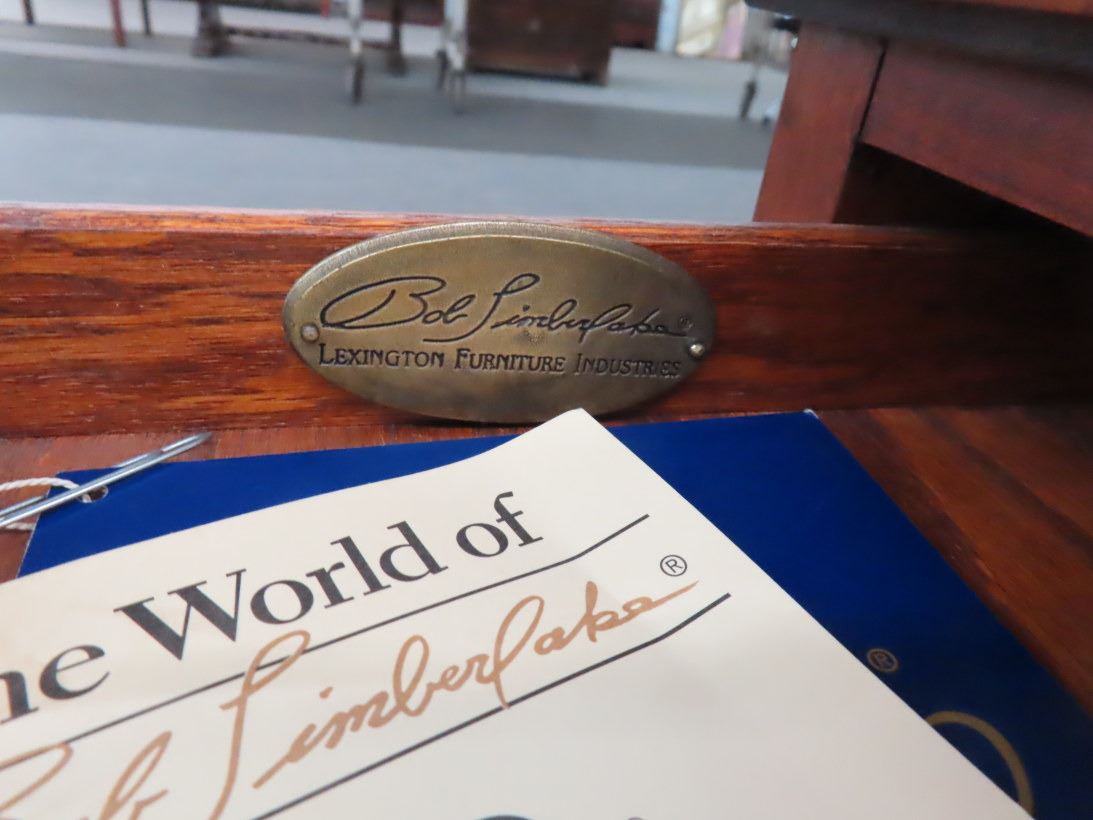 Bob Timberlake®
LEXINGTON FURNITURE INDUSTRIES
he World of
Bob Timberlake®
®